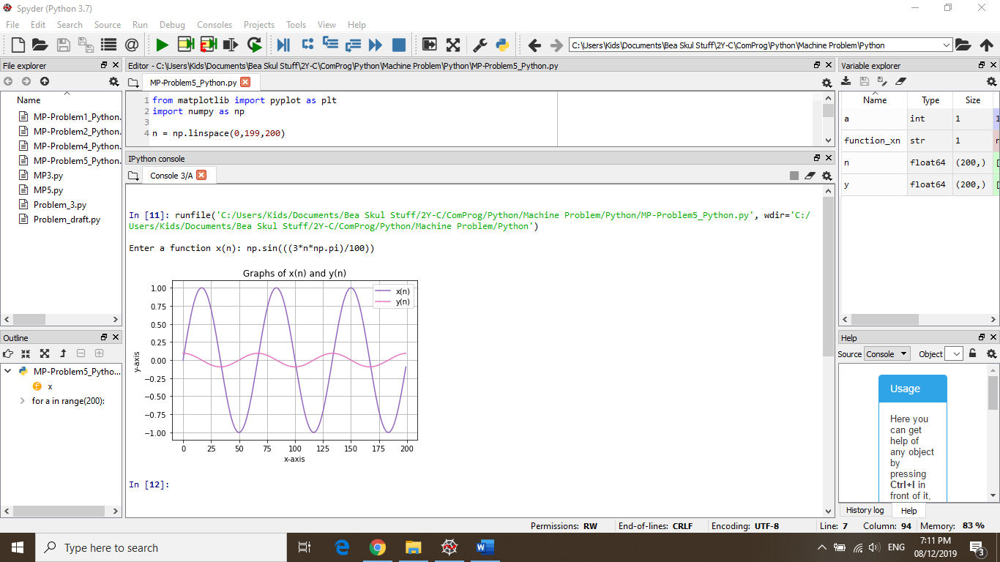 Spyder (Python 3.7)
File Edit Search Source Run Debug Consoles Projects Tools View Help
C:\Users\Kids\Documents\Bea Skul Stuff\2Y-C\ComProg\Python\Machine Problem\Python
File explorer
Name
MP-Problem1_Python.
MP-Problem2_Python.
MP-Problem4_Python.
MP-Problem5_Python.
MP3.py
MP5.py
Problem_3.py
Problem_draft.py
Outline
MP-Problem5_Pytho...
x
for a in range(200):
Editor - C:\Users\Kids\Documents\Bea Skul Stuff\2Y-C\ComProg\Python\Machine Problem\Python\MP-Problem5_Python.py
MP-Problem5_Python.py
1 from matplotlib import pyplot as plt
2 import numpy as np
3
4 n = np.linspace(0,199,200)
IPython console
Console 3/A
In [11]: runfile('C:/Users/Kids/Documents/Bea Skul Stuff/2Y-C/ComProg/Python/Machine Problem/Python/MP-Problem5_Python.py', wdir='C:/
Users/Kids/Documents/Bea Skul Stuff/2Y-C/ComProg/Python/Machine Problem/Python')
Enter a function x(n): np.sin(((3*n*np.pi)/100))
Graphs of x(n) and y(n)
x(n)
y(n)
1.00
0.75
0.50
0.25
0.00
−0.25
−0.50
−0.75
−1.00
y-axis
0 25 50 75 100 125 150 175 200
x-axis
In [12]:
Variable explorer
Name Type Size
a int 1 1
function_xn str 1 n
n float64 (200,) [
y float64 (200,) [
Help
Source Console Object
Usage
Here you
can get
help of
any object
by
pressing
Ctrl+I in
front of it,
History log Help
Permissions: RW End-of-lines: CRLF Encoding: UTF-8 Line: 7 Column: 94 Memory: 83 %
Type here to search
ENG
7:11 PM
08/12/2019
3